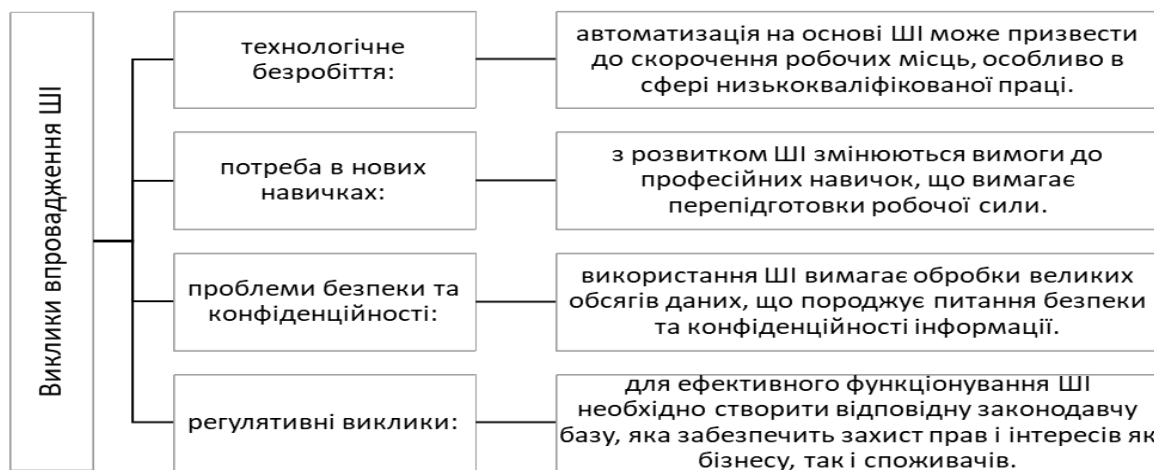 Виклики впровадження ШІ
технологічне
безробіття:
автоматизація на основі ШІ може призвести
до скорочення робочих місць, особливо в
сфері низькокваліфікованої праці.
потреба в нових
навичках:
з розвитком ШІ змінюються вимоги до
професійних навичок, що вимагає
перепідготовки робочої сили.
проблеми безпеки та
конфіденційності:
використання ШІ вимагає обробки великих
обсягів даних, що породжує питання безпеки
та конфіденційності інформації.
регулятивні виклики:
для ефективного функціонування ШІ
необхідно створити відповідну законодавчу
базу, яка забезпечить захист прав і інтересів як
бізнесу, так і споживачів.